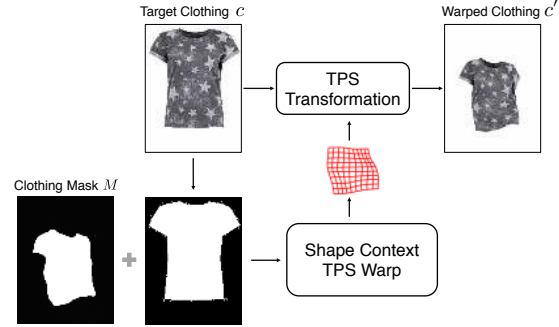 Target Clothing c
Warped Clothing c′
TPS
Transformation
Clothing Mask M
Shape Context
TPS Warp